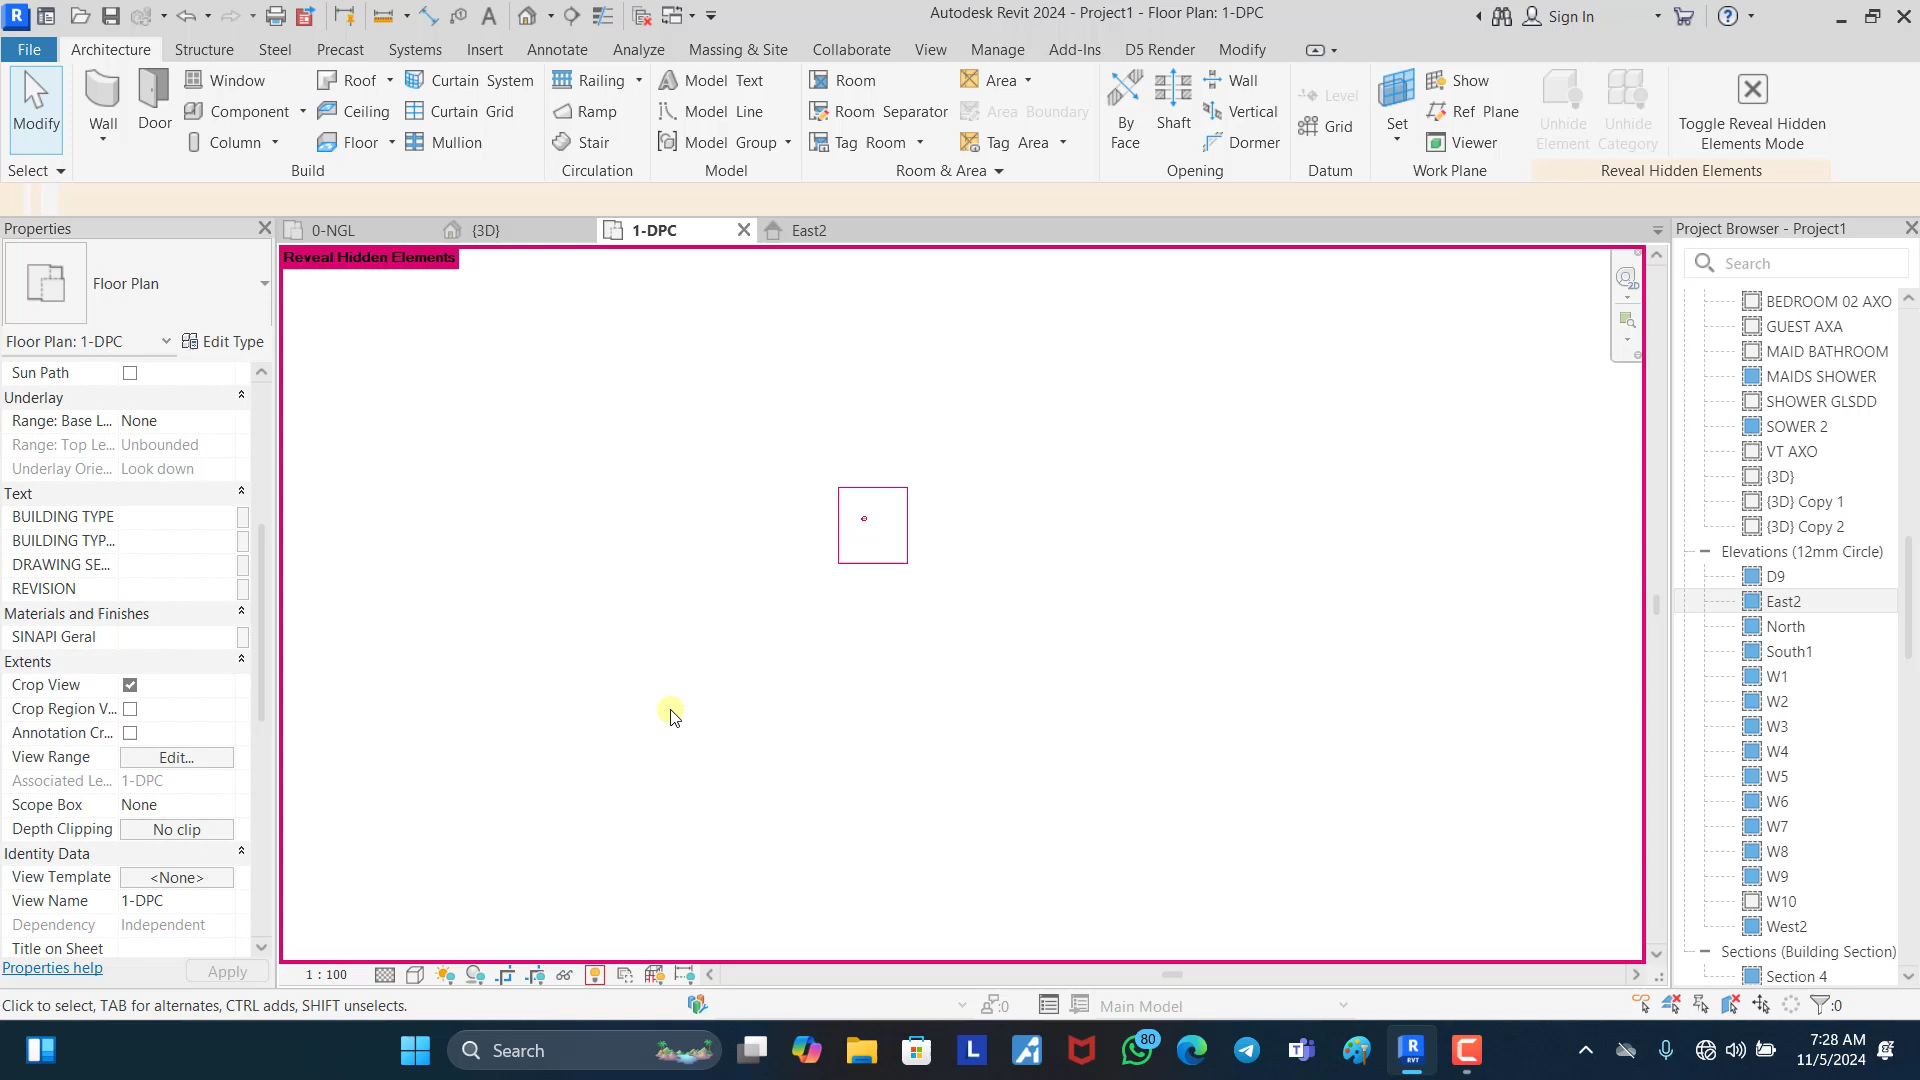 Autodesk Revit 2024 - Project1 - Floor Plan: 1-DPC
Sign In
File Architecture Structure Steel Precast Systems Insert Annotate Analyze Massing & Site Collaborate View Manage Add-Ins D5 Render Modify
Modify
Wall
Door
Window
Component
Column
Roof
Ceiling
Floor
Curtain System
Curtain Grid
Mullion
Railing
Ramp
Stair
Model Text
Model Line
Model Group
Room
Room Separator
Tag Room
Area
Area Boundary
Tag Area
By Face
Shaft
Wall
Vertical
Dormer
Level
Grid
Set
Show
Ref Plane
Viewer
Unhide Element
Unhide Category
Toggle Reveal Hidden Elements Mode
Select Build Circulation Model Room & Area Opening Datum Work Plane Reveal Hidden Elements
Properties
Floor Plan
Floor Plan: 1-DPC Edit Type
Sun Path
Underlay
Range: Base L... None
Range: Top Le... Unbounded
Underlay Orie... Look down
Text
BUILDING TYPE
BUILDING TYP...
DRAWING SE...
REVISION
Materials and Finishes
SINAPI Geral
Extents
Crop View
Crop Region V...
Annotation Cr...
View Range Edit...
Associated Le... 1-DPC
Scope Box None
Depth Clipping No clip
Identity Data
View Template <None>
View Name 1-DPC
Dependency Independent
Title on Sheet
Properties help Apply
0-NGL {3D} 1-DPC East2
Reveal Hidden Elements
2D
1 : 100
Project Browser - Project1
Search
BEDROOM 02 AXO
GUEST AXA
MAID BATHROOM
MAIDS SHOWER
SHOWER GLSDD
SOWER 2
VT AXO
{3D}
{3D} Copy 1
{3D} Copy 2
Elevations (12mm Circle)
D9
East2
North
South1
W1
W2
W3
W4
W5
W6
W7
W8
W9
W10
West2
Sections (Building Section)
Section 4
Click to select, TAB for alternates, CTRL adds, SHIFT unselects.
:0
Main Model
:0
Search
80
7:28 AM
11/5/2024